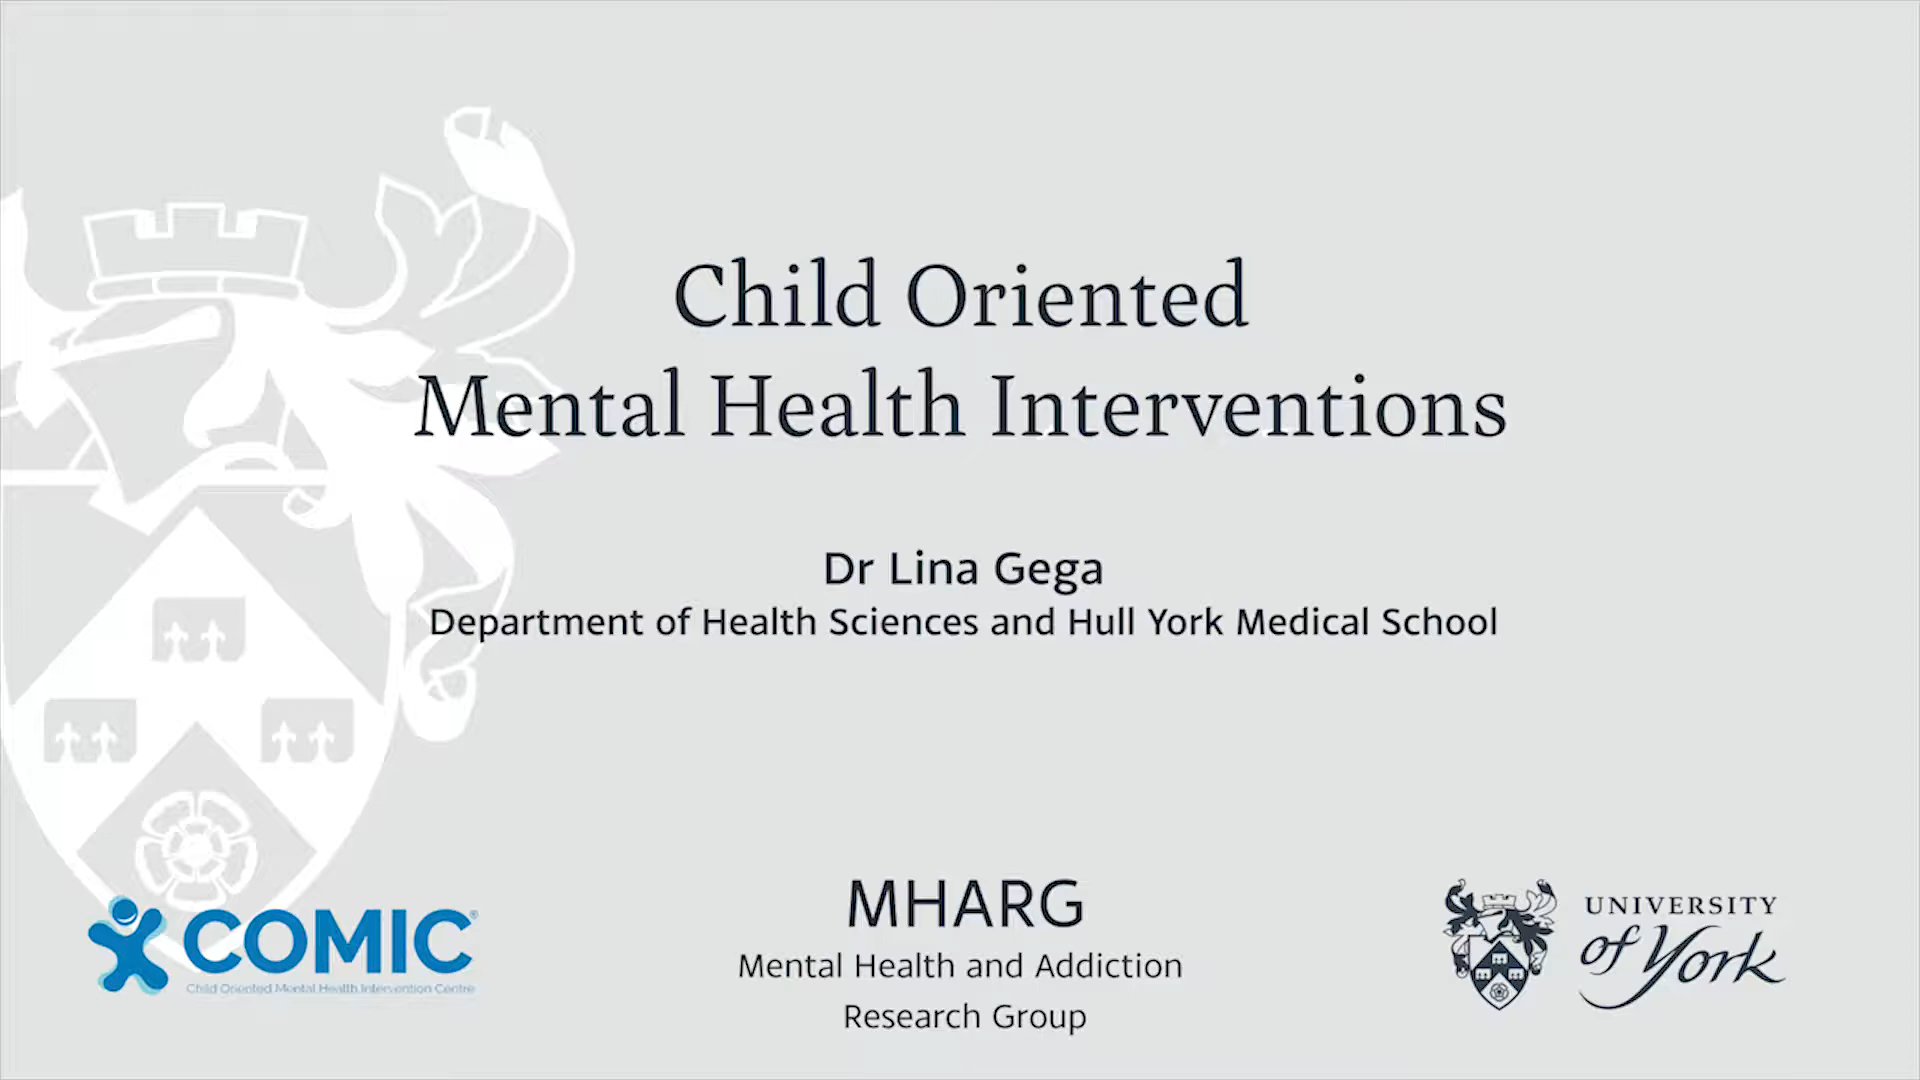 Child Oriented
Mental Health Interventions
Dr Lina Gega
Department of Health Sciences and Hull York Medical School
COMIC®
Child Oriented Mental Health Intervention Centre
MHARG
Mental Health and Addiction
Research Group
UNIVERSITY
of York